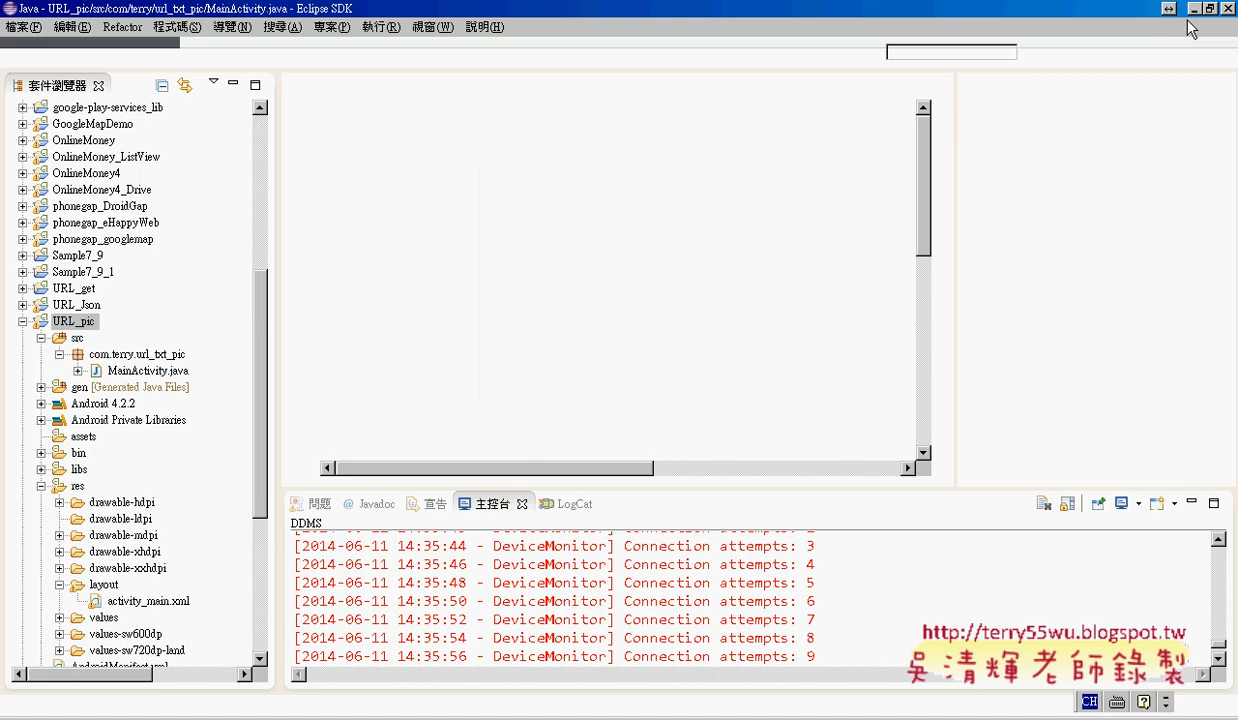 Java - URL_pic/src/com/terry/url_txt_pic/MainActivity.java - Eclipse SDK
檔案(F) 編輯(E) Refactor 程式碼(S) 導覽(N) 搜尋(A) 專案(P) 執行(R) 視窗(W) 說明(H)
套件瀏覽器
google-play-services_lib
GoogleMapDemo
OnlineMoney
OnlineMoney_ListView
OnlineMoney4
OnlineMoney4_Drive
phonegap_DroidGap
phonegap_eHappyWeb
phonegap_googlemap
Sample7_9
Sample7_9_1
URL_get
URL_Json
URL_pic
src
com.terry.url_txt_pic
MainActivity.java
gen [Generated Java Files]
Android 4.2.2
Android Private Libraries
assets
bin
libs
res
drawable-hdpi
drawable-ldpi
drawable-mdpi
drawable-xhdpi
drawable-xxhdpi
layout
activity_main.xml
values
values-sw600dp
values-sw720dp-land
AndroidManifest.xml
問題 @ Javadoc 宣告 主控台 LogCat
DDMS
[2014-06-11 14:35:44 - DeviceMonitor] Connection attempts: 3
[2014-06-11 14:35:46 - DeviceMonitor] Connection attempts: 4
[2014-06-11 14:35:48 - DeviceMonitor] Connection attempts: 5
[2014-06-11 14:35:50 - DeviceMonitor] Connection attempts: 6
[2014-06-11 14:35:52 - DeviceMonitor] Connection attempts: 7
[2014-06-11 14:35:54 - DeviceMonitor] Connection attempts: 8
[2014-06-11 14:35:56 - DeviceMonitor] Connection attempts: 9
http://terry55wu.blogspot.tw
吳清輝老師錄製
CH